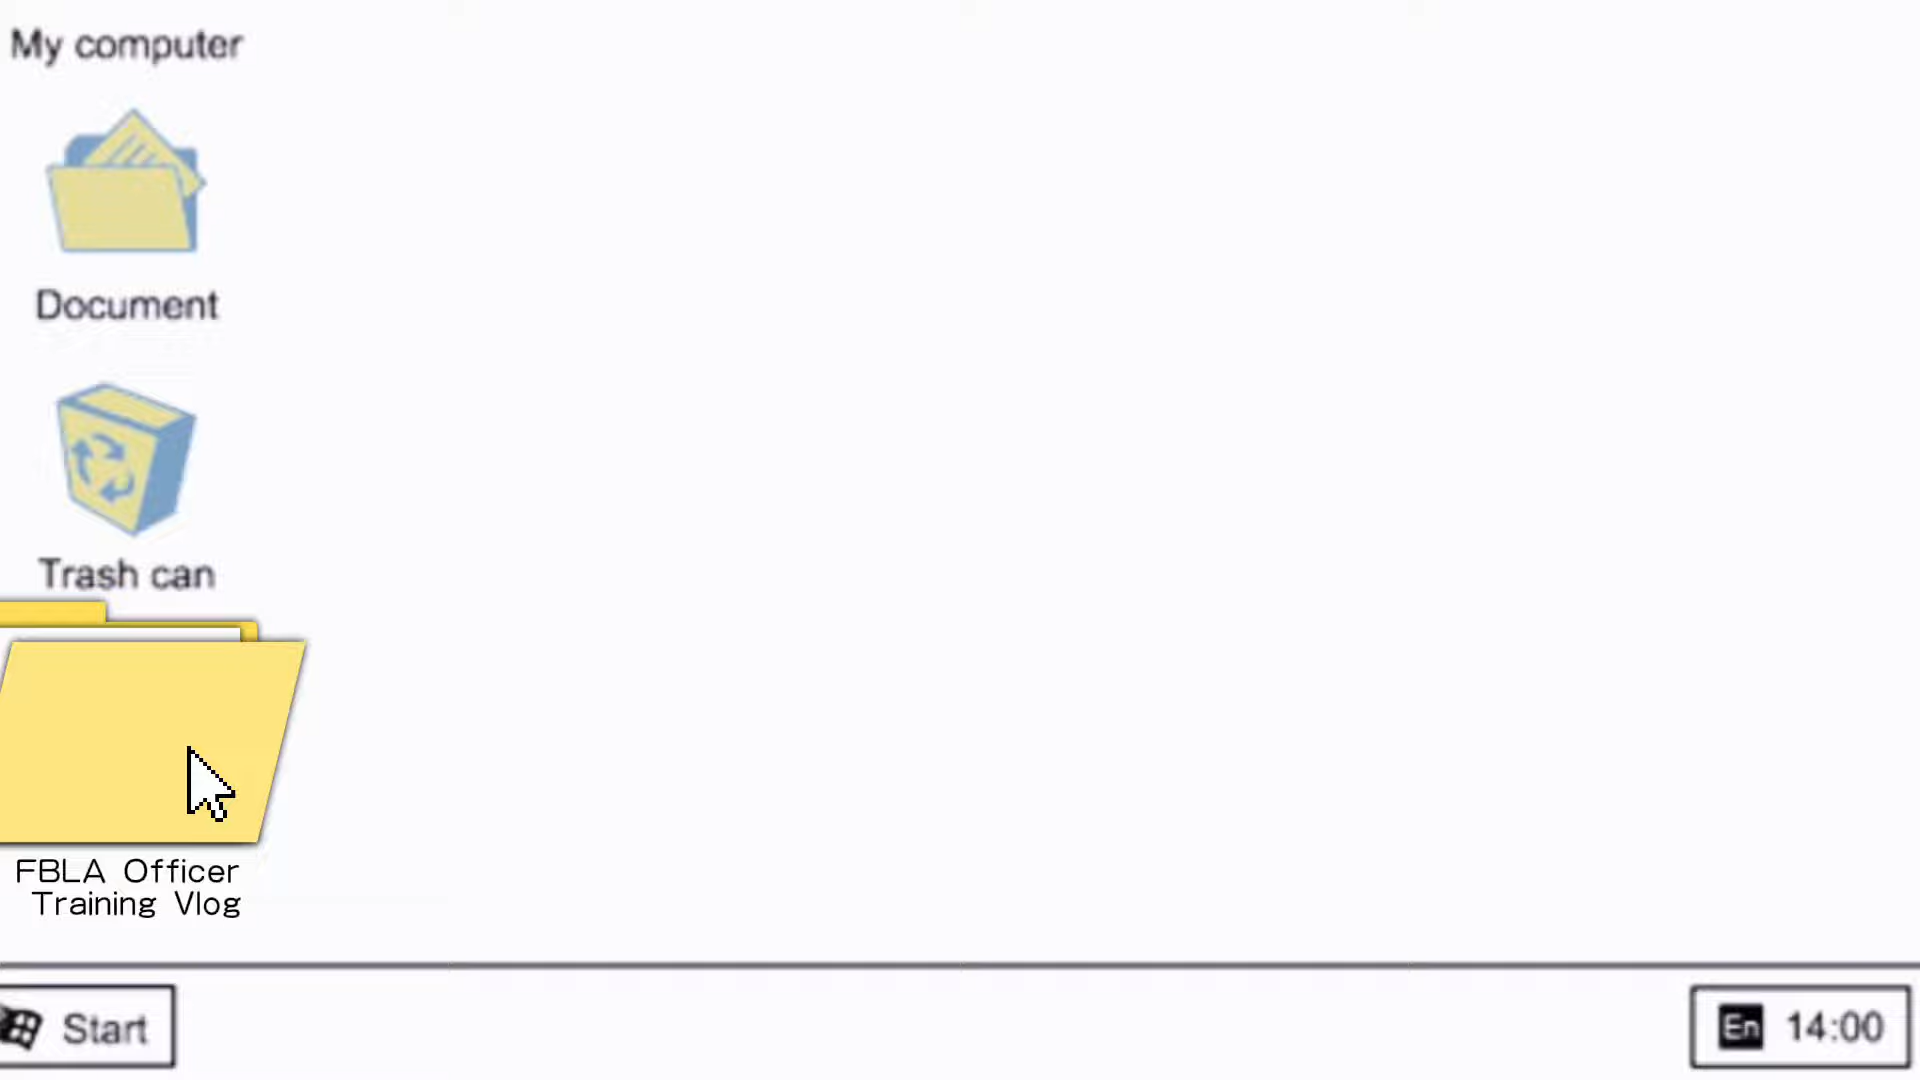 My computer
Document
Trash can
FBLA Officer
Training Vlog
Start
En 14:00